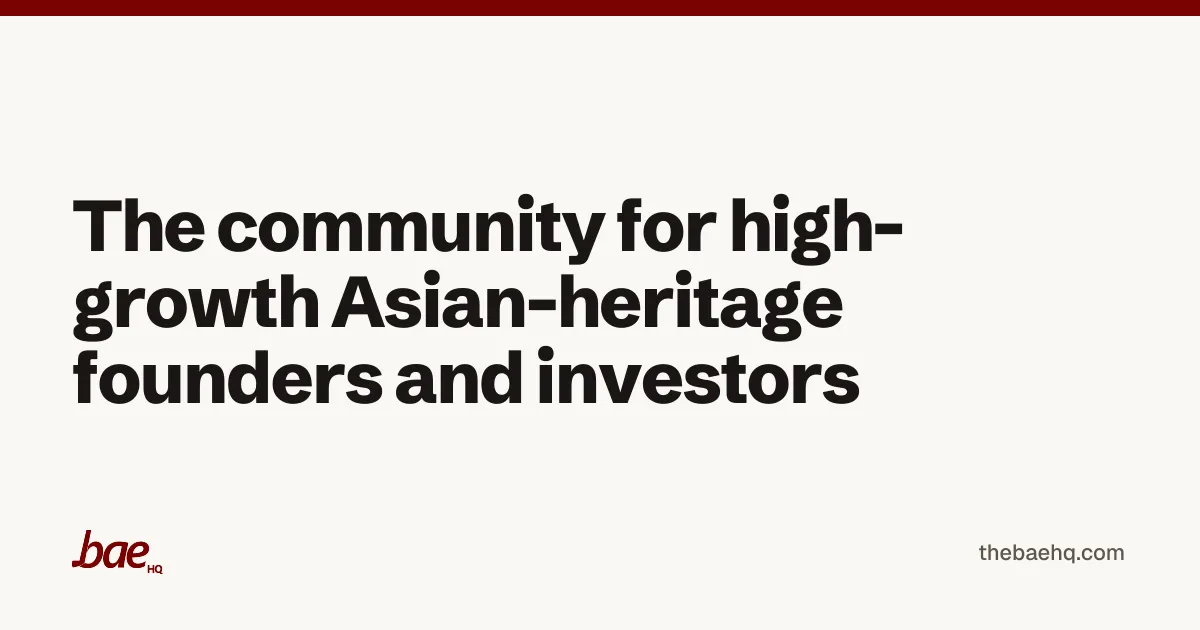 The community for high-
growth Asian-heritage
founders and investors
bae HQ
thebaehq.com